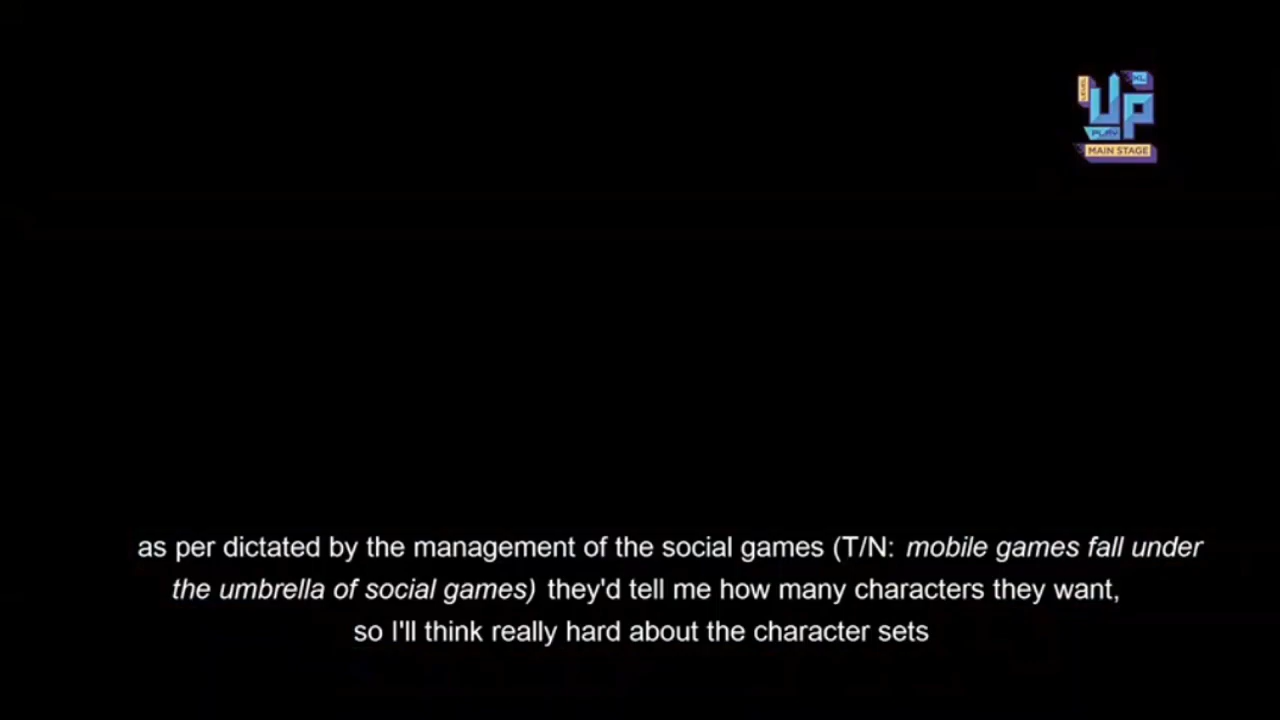 LEVEL
XL
UP
PLAY
MAIN STAGE
as per dictated by the management of the social games (T/N: mobile games fall under
the umbrella of social games) they'd tell me how many characters they want,
so I'll think really hard about the character sets